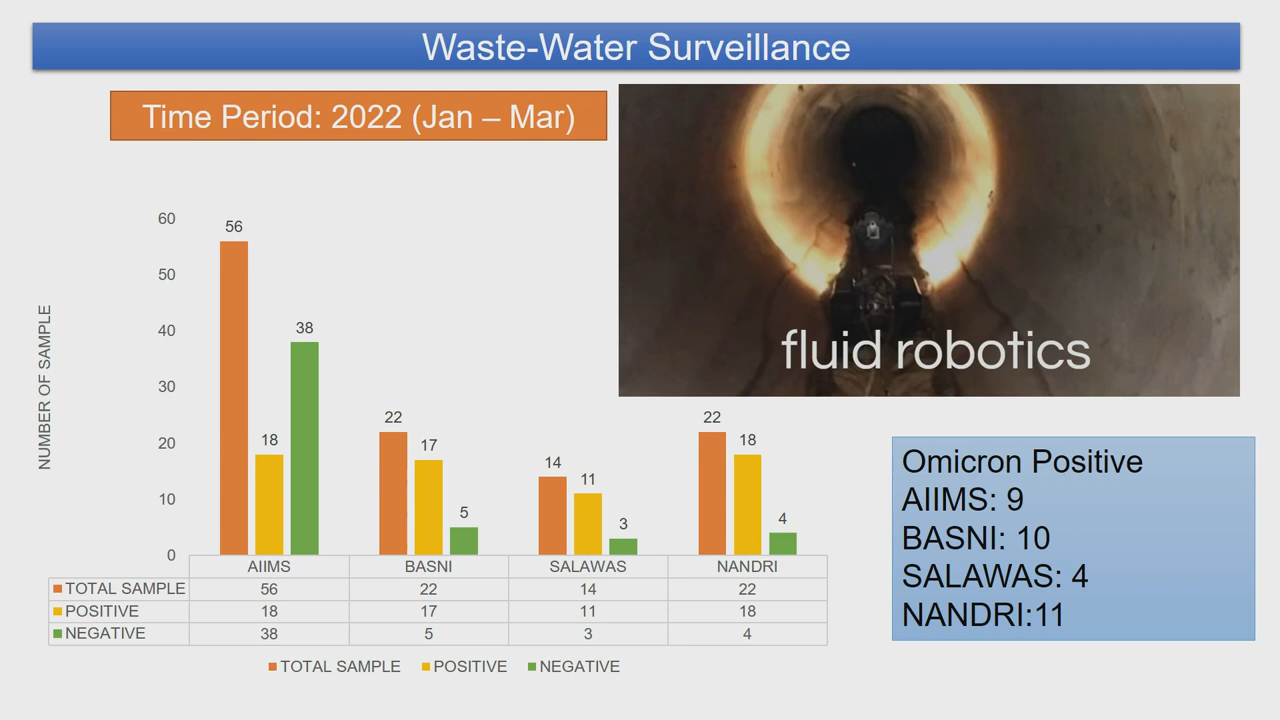 Waste-Water Surveillance
Time Period: 2022 (Jan – Mar)
fluid robotics
NUMBER OF SAMPLE
60
50
40
30
20
10
0
56
18
38
22
17
5
14
11
3
22
18
4
AIIMS BASNI SALAWAS NANDRI
TOTAL SAMPLE 56 22 14 22
POSITIVE 18 17 11 18
NEGATIVE 38 5 3 4
TOTAL SAMPLE POSITIVE NEGATIVE
Omicron Positive
AIIMS: 9
BASNI: 10
SALAWAS: 4
NANDRI:11